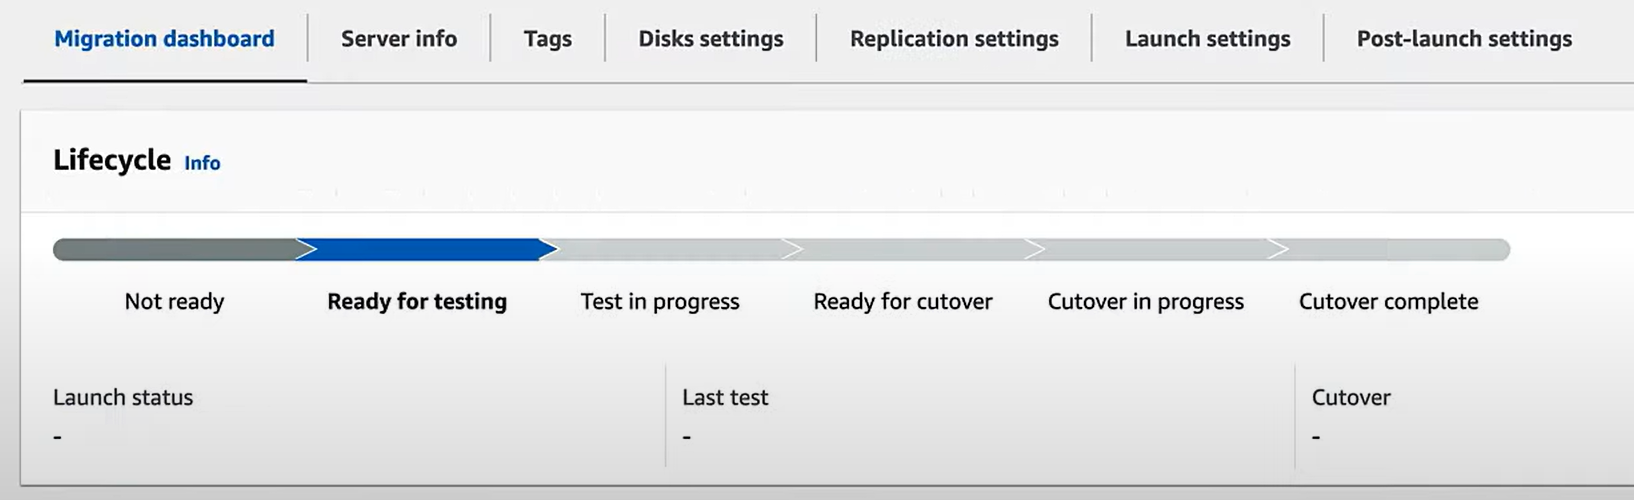 Migration dashboard Server info Tags Disks settings Replication settings Launch settings Post-launch settings
Lifecycle Info
Not ready Ready for testing Test in progress Ready for cutover Cutover in progress Cutover complete
Launch status Last test Cutover
- - -